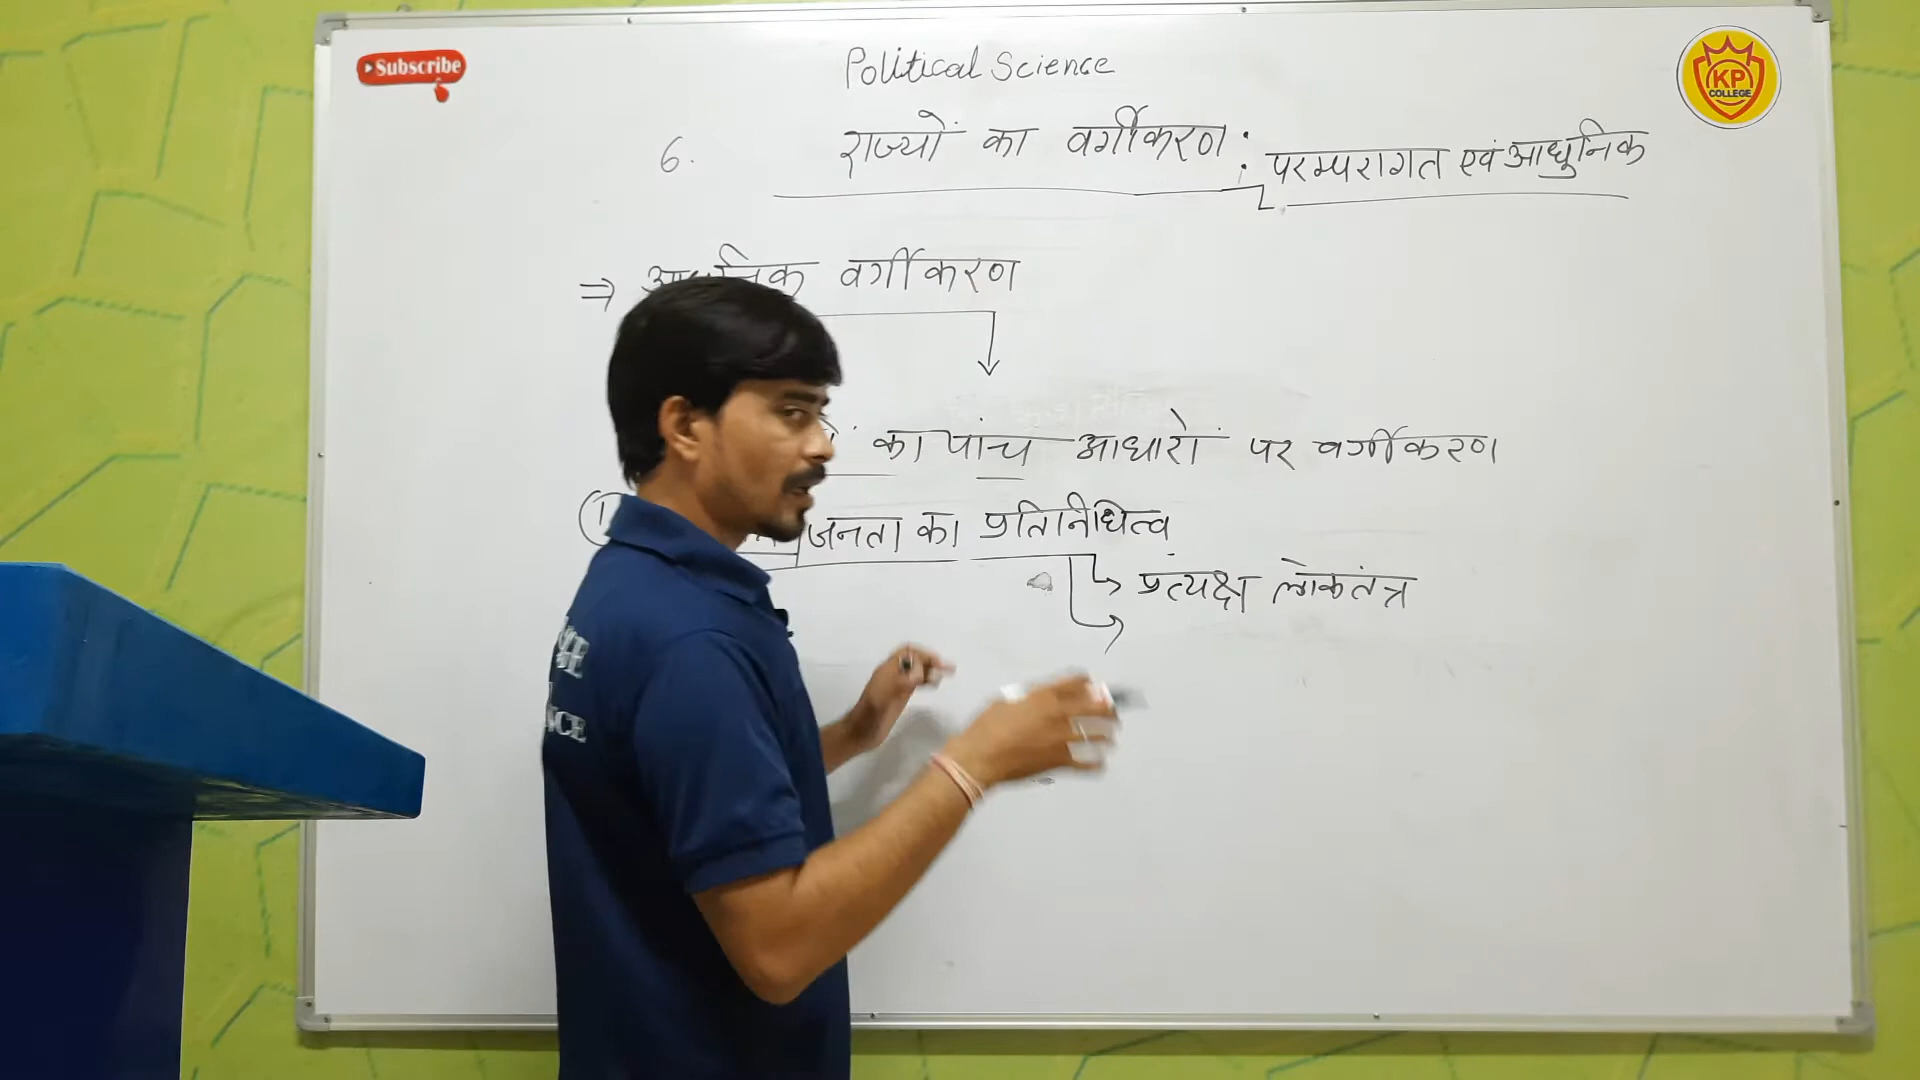 Subscribe
Political Science
KP
COLLEGE
6. राज्यों का वर्गीकरण : परम्परागत एवं आधुनिक
⇒ वर्गीकरण
का पांच आधारों पर वर्गीकरण
1 जनता का प्रतिनिधित्व
प्रत्यक्ष लोकतंत्र